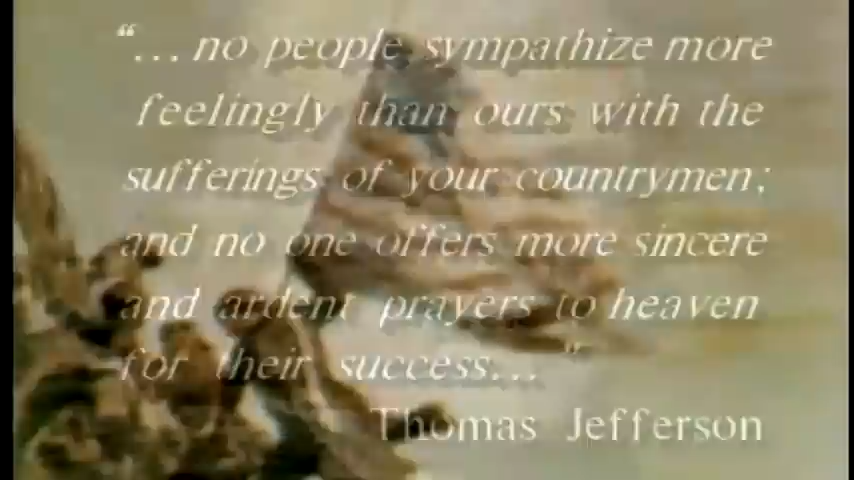 “... no people sympathize more
feelingly than ours with the
sufferings of your countrymen;
and no one offers more sincere
and ardent prayers to heaven
for their success... ”
Thomas Jefferson